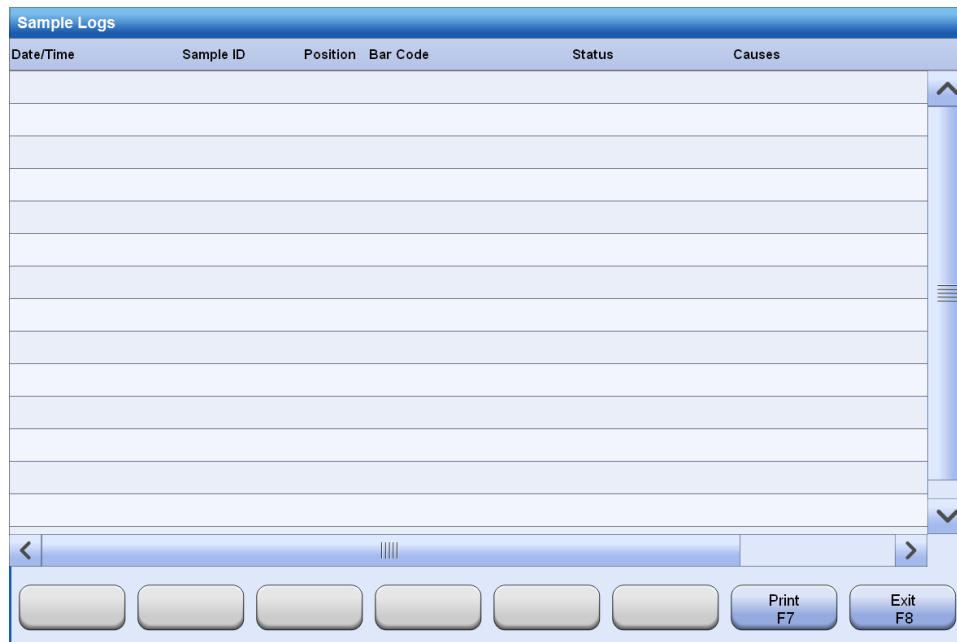 Sample Logs
Date/Time Sample ID Position Bar Code Status Causes
Print
F7
Exit
F8